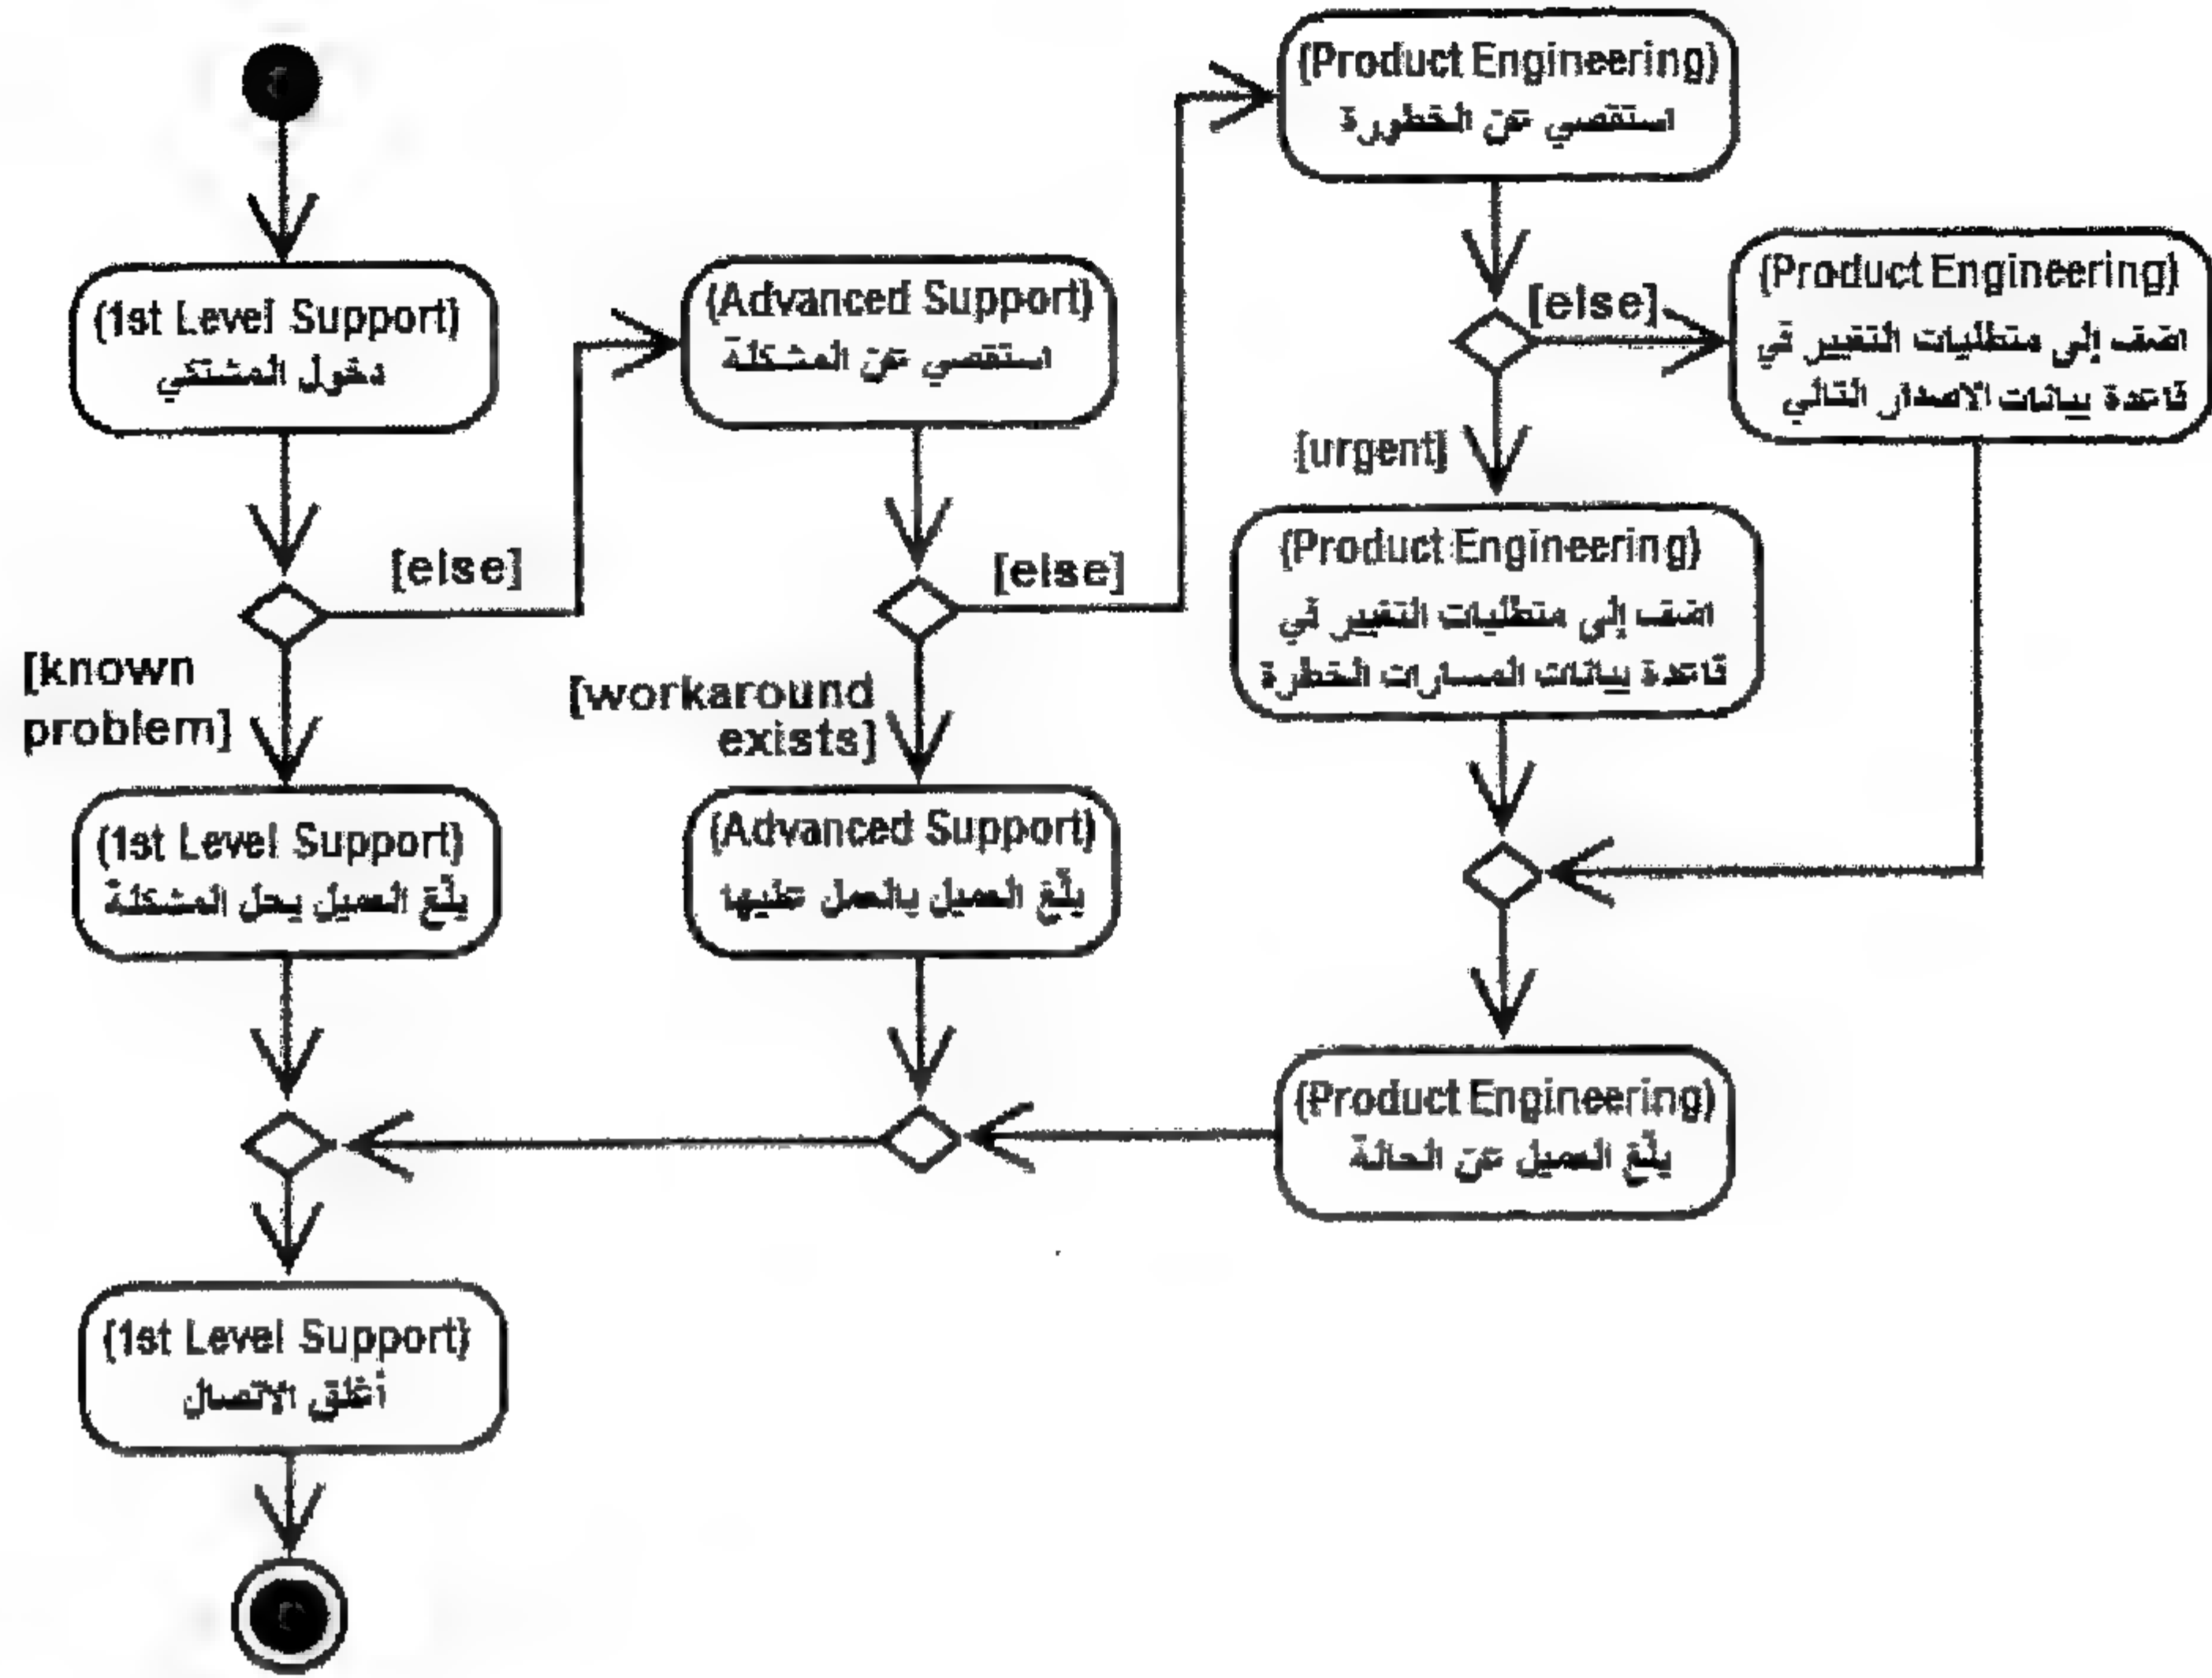 (1st Level Support)
دخول المشتكي
[else]
[known
problem]
(1st Level Support)
بلّغ العميل بحل المشكلة
(Advanced Support)
استقصي عن المشكلة
[else]
[workaround
exists]
(Advanced Support)
بلّغ العميل بالعمل عليها
(Product Engineering)
استقصي عن الخطورة
[else]
(Product Engineering)
اضف إلى متطلبات التغيير في
قاعدة بيانات الاصدار التالي
[urgent]
(Product Engineering)
اضف إلى متطلبات التغيير في
قاعدة بيانات المسارات الخطرة
(Product Engineering)
بلّغ العميل عن الحالة
(1st Level Support)
أغلق الاتصال